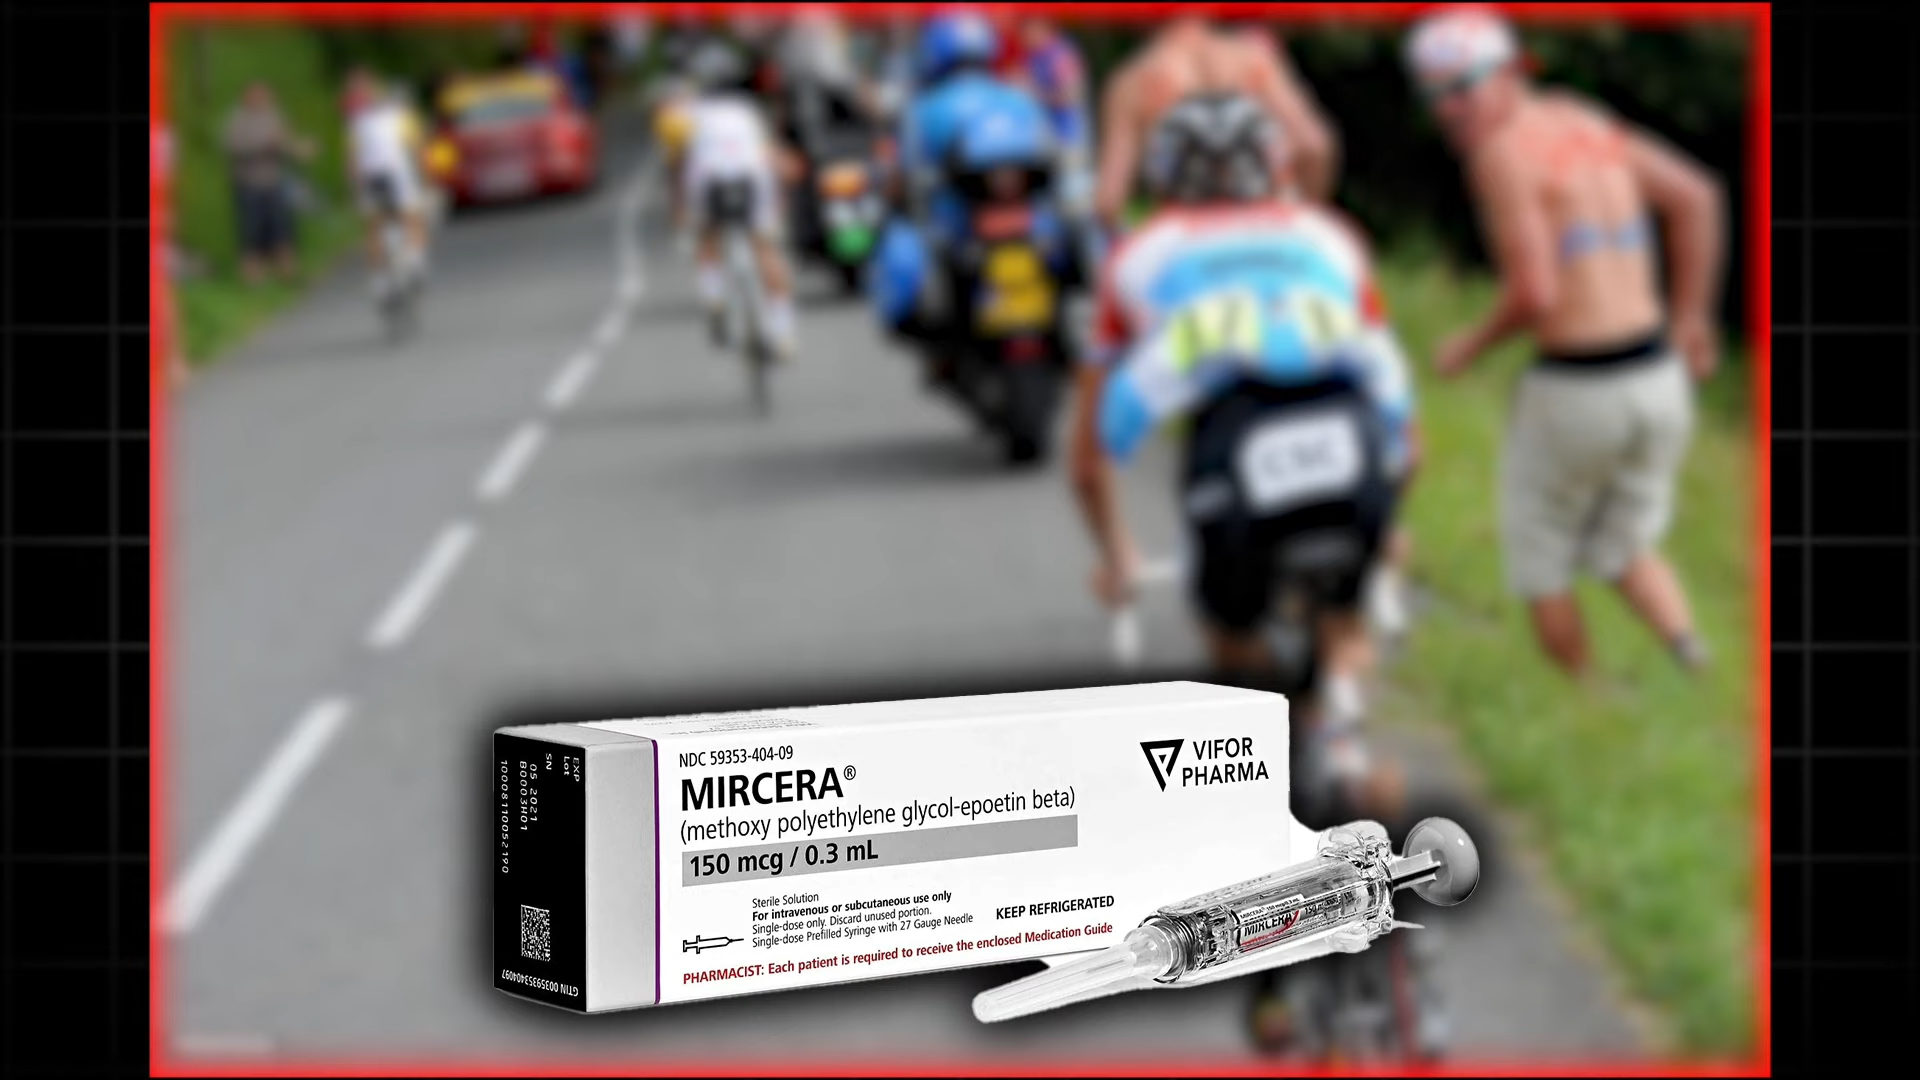 NDC 59353-404-09
MIRCERA®
(methoxy polyethylene glycol-epoetin beta)
150 mcg / 0.3 mL
VIFOR
PHARMA
Sterile Solution
For intravenous or subcutaneous use only
Single-dose only. Discard unused portion.
Single-dose Prefilled Syringe with 27 Gauge Needle
KEEP REFRIGERATED
PHARMACIST: Each patient is required to receive the enclosed Medication Guide
EXP
Lot
SN
05 2021
B0003H01
10008110052190
GTIN 00359353404097
MIRCERA
CSC